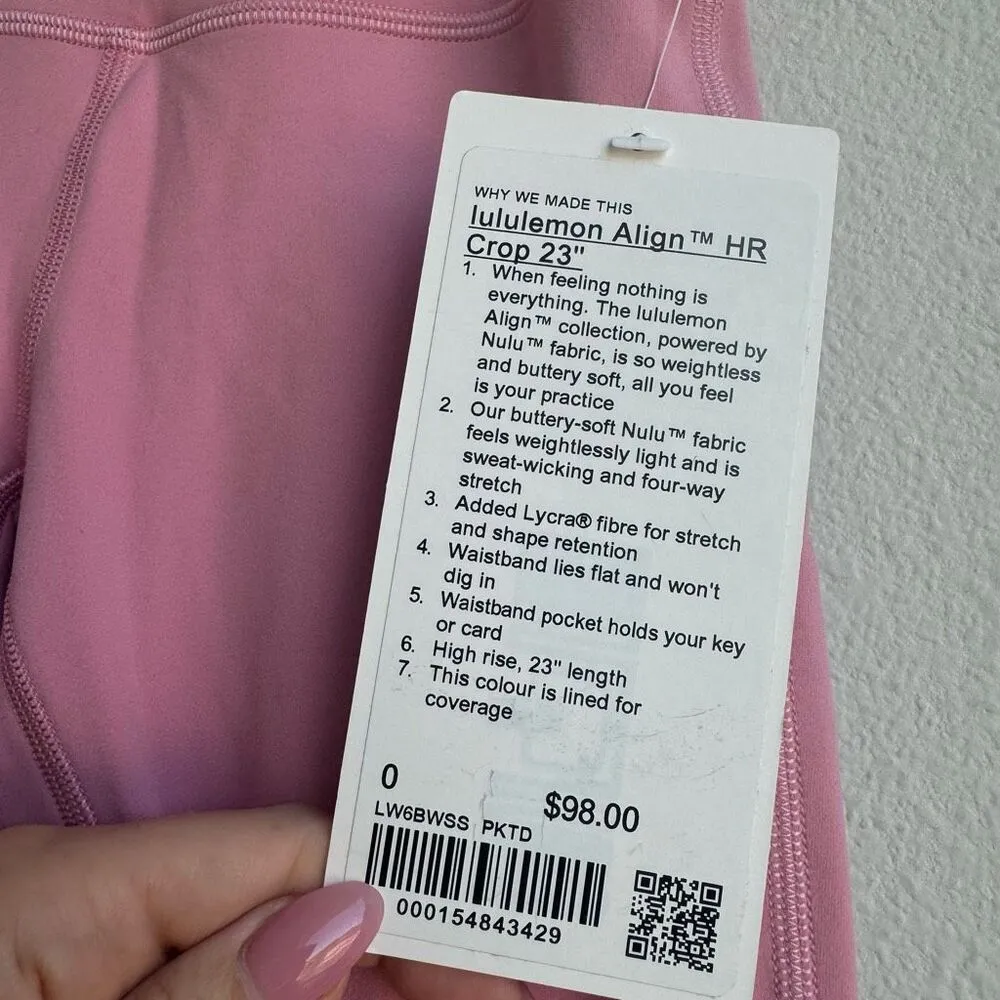 WHY WE MADE THIS
lululemon Align™ HR
Crop 23"
1. When feeling nothing is
everything. The lululemon
Align™ collection, powered by
Nulu™ fabric, is so weightless
and buttery soft, all you feel
is your practice
2. Our buttery-soft Nulu™ fabric
feels weightlessly light and is
sweat-wicking and four-way
stretch
3. Added Lycra® fibre for stretch
and shape retention
4. Waistband lies flat and won't
dig in
5. Waistband pocket holds your key
or card
6. High rise, 23" length
7. This colour is lined for
coverage
0
$98.00
LW6BWSS PKTD
000154843429